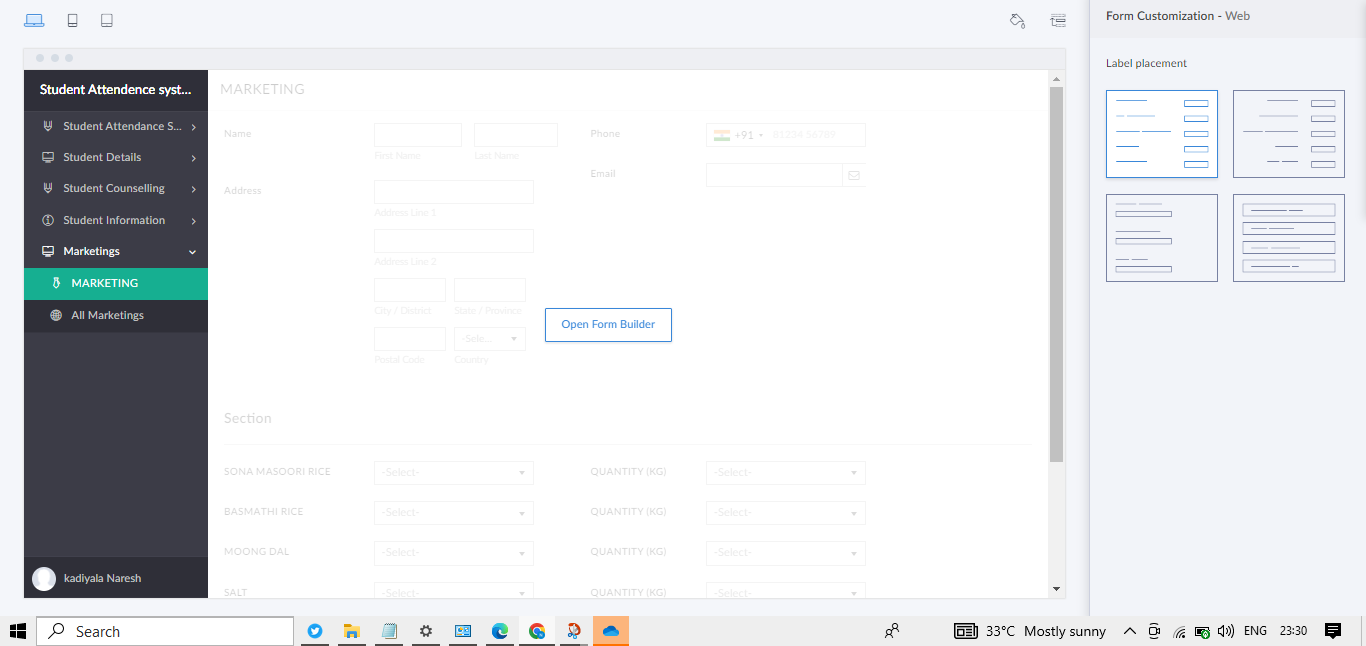 Form Customization - Web
Label placement
Student Attendence syst...
Student Attendance S...
Student Details
Student Counselling
Student Information
Marketings
MARKETING
All Marketings
kadiyala Naresh
MARKETING
Name
First Name
Last Name
Phone
+91
81234 56789
Email
Address
Address Line 1
Address Line 2
City / District
State / Province
Postal Code
-Selec...
Country
Open Form Builder
Section
SONA MASOORI RICE
-Select-
QUANTITY (KG)
-Select-
BASMATHI RICE
-Select-
QUANTITY (KG)
-Select-
MOONG DAL
-Select-
QUANTITY (KG)
-Select-
SALT
-Select-
QUANTITY (KG)
-Select-
Search
33°C Mostly sunny
ENG
23:30